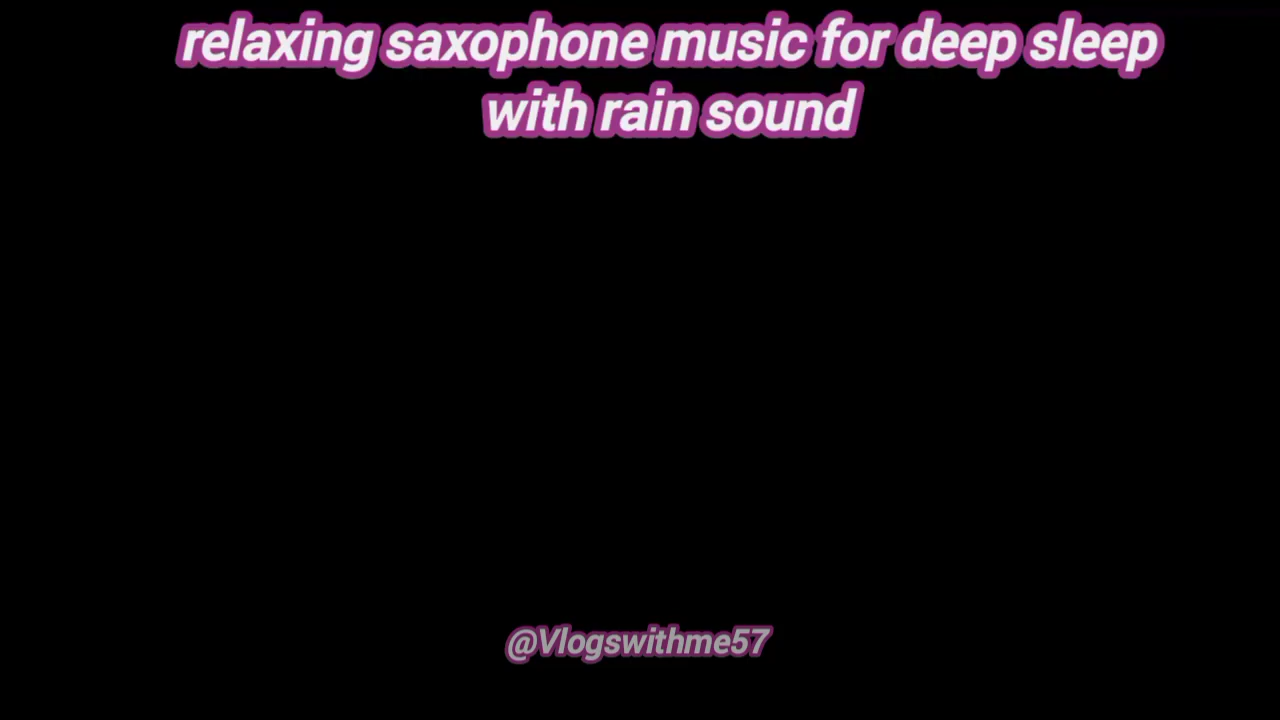 relaxing saxophone music for deep sleep
with rain sound
@Vlogswithme57